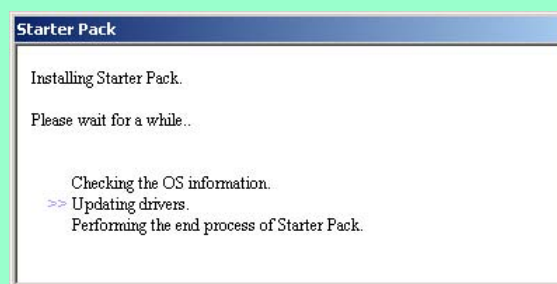 Starter Pack
Installing Starter Pack.
Please wait for a while..
Checking the OS information.
>> Updating drivers.
Performing the end process of Starter Pack.